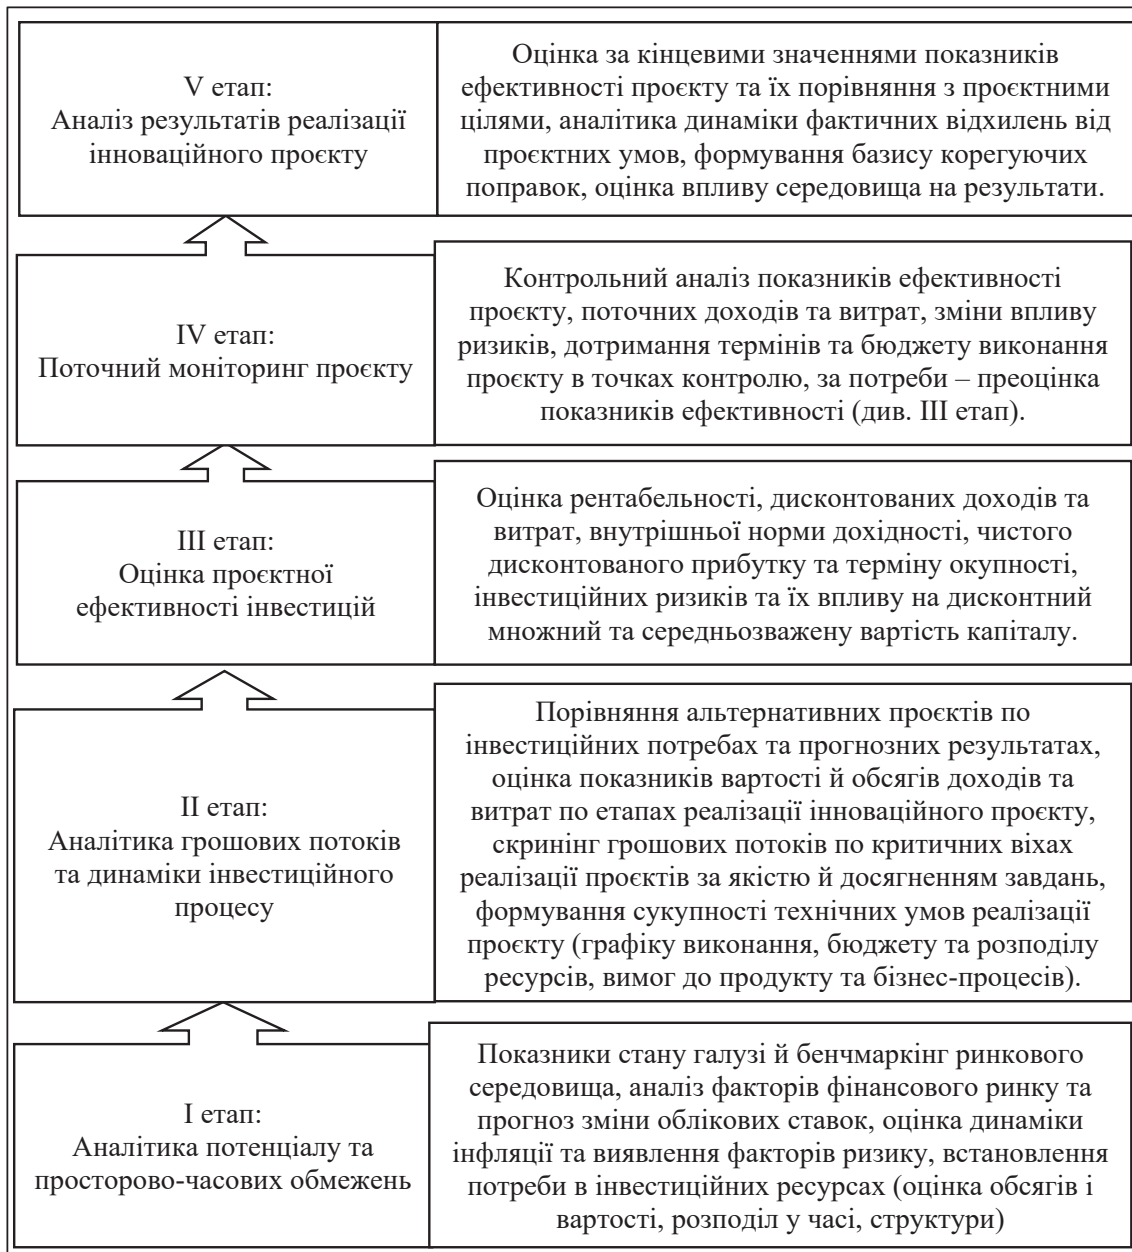 V етап:
Аналіз результатів реалізації
інноваційного проєкту
Оцінка за кінцевими значеннями показників
ефективності проєкту та їх порівняння з проєктними
цілями, аналітика динаміки фактичних відхилень від
проєктних умов, формування базису корегуючих
поправок, оцінка впливу середовища на результати.
IV етап:
Поточний моніторинг проєкту
Контрольний аналіз показників ефективності
проєкту, поточних доходів та витрат, зміни впливу
ризиків, дотримання термінів та бюджету виконання
проєкту в точках контролю, за потреби – преоцінка
показників ефективності (див. III етап).
III етап:
Оцінка проєктної
ефективності інвестицій
Оцінка рентабельності, дисконтованих доходів та
витрат, внутрішньої норми дохідності, чистого
дисконтованого прибутку та терміну окупності,
інвестиційних ризиків та їх впливу на дисконтний
множний та середньозважену вартість капіталу.
II етап:
Аналітика грошових потоків
та динаміки інвестиційного
процесу
Порівняння альтернативних проєктів по
інвестиційних потребах та прогнозних результатах,
оцінка показників вартості й обсягів доходів та
витрат по етапах реалізації інноваційного проєкту,
скринінг грошових потоків по критичних віхах
реалізації проєктів за якістю й досягненням завдань,
формування сукупності технічних умов реалізації
проєкту (графіку виконання, бюджету та розподілу
ресурсів, вимог до продукту та бізнес-процесів).
I етап:
Аналітика потенціалу та
просторово-часових обмежень
Показники стану галузі й бенчмаркінг ринкового
середовища, аналіз факторів фінансового ринку та
прогноз зміни облікових ставок, оцінка динаміки
інфляції та виявлення факторів ризику, встановлення
потреби в інвестиційних ресурсах (оцінка обсягів і
вартості, розподіл у часі, структури)